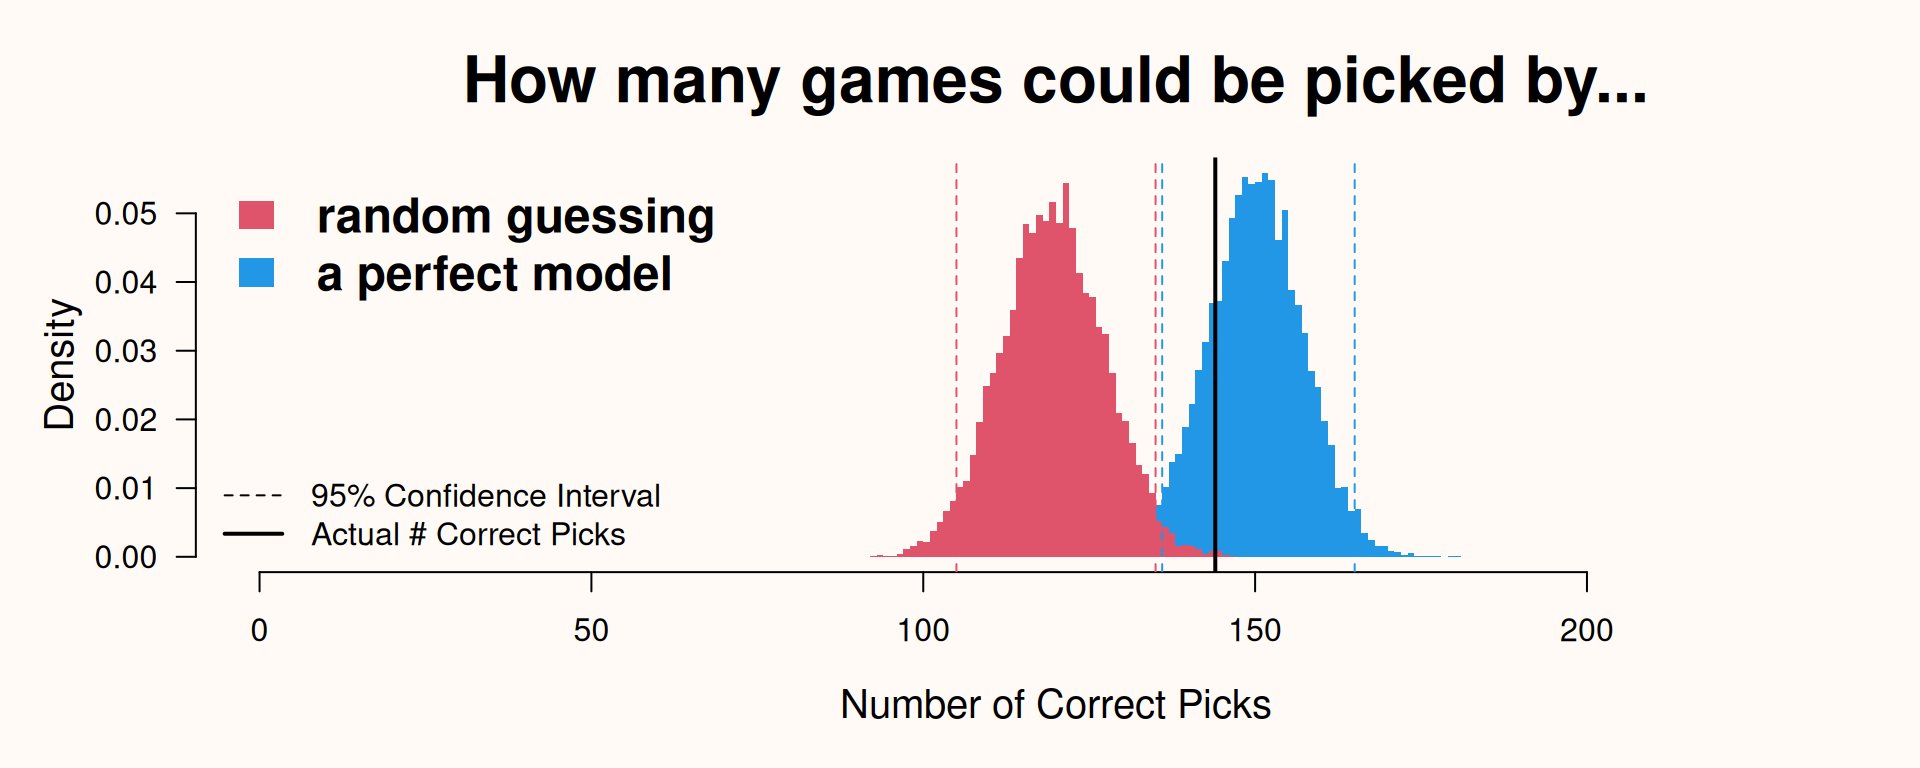 How many games could be picked by...
random guessing
a perfect model
0.05
0.04
0.03
0.02
0.01
0.00
Density
95% Confidence Interval
Actual # Correct Picks
0 50 100 150 200
Number of Correct Picks